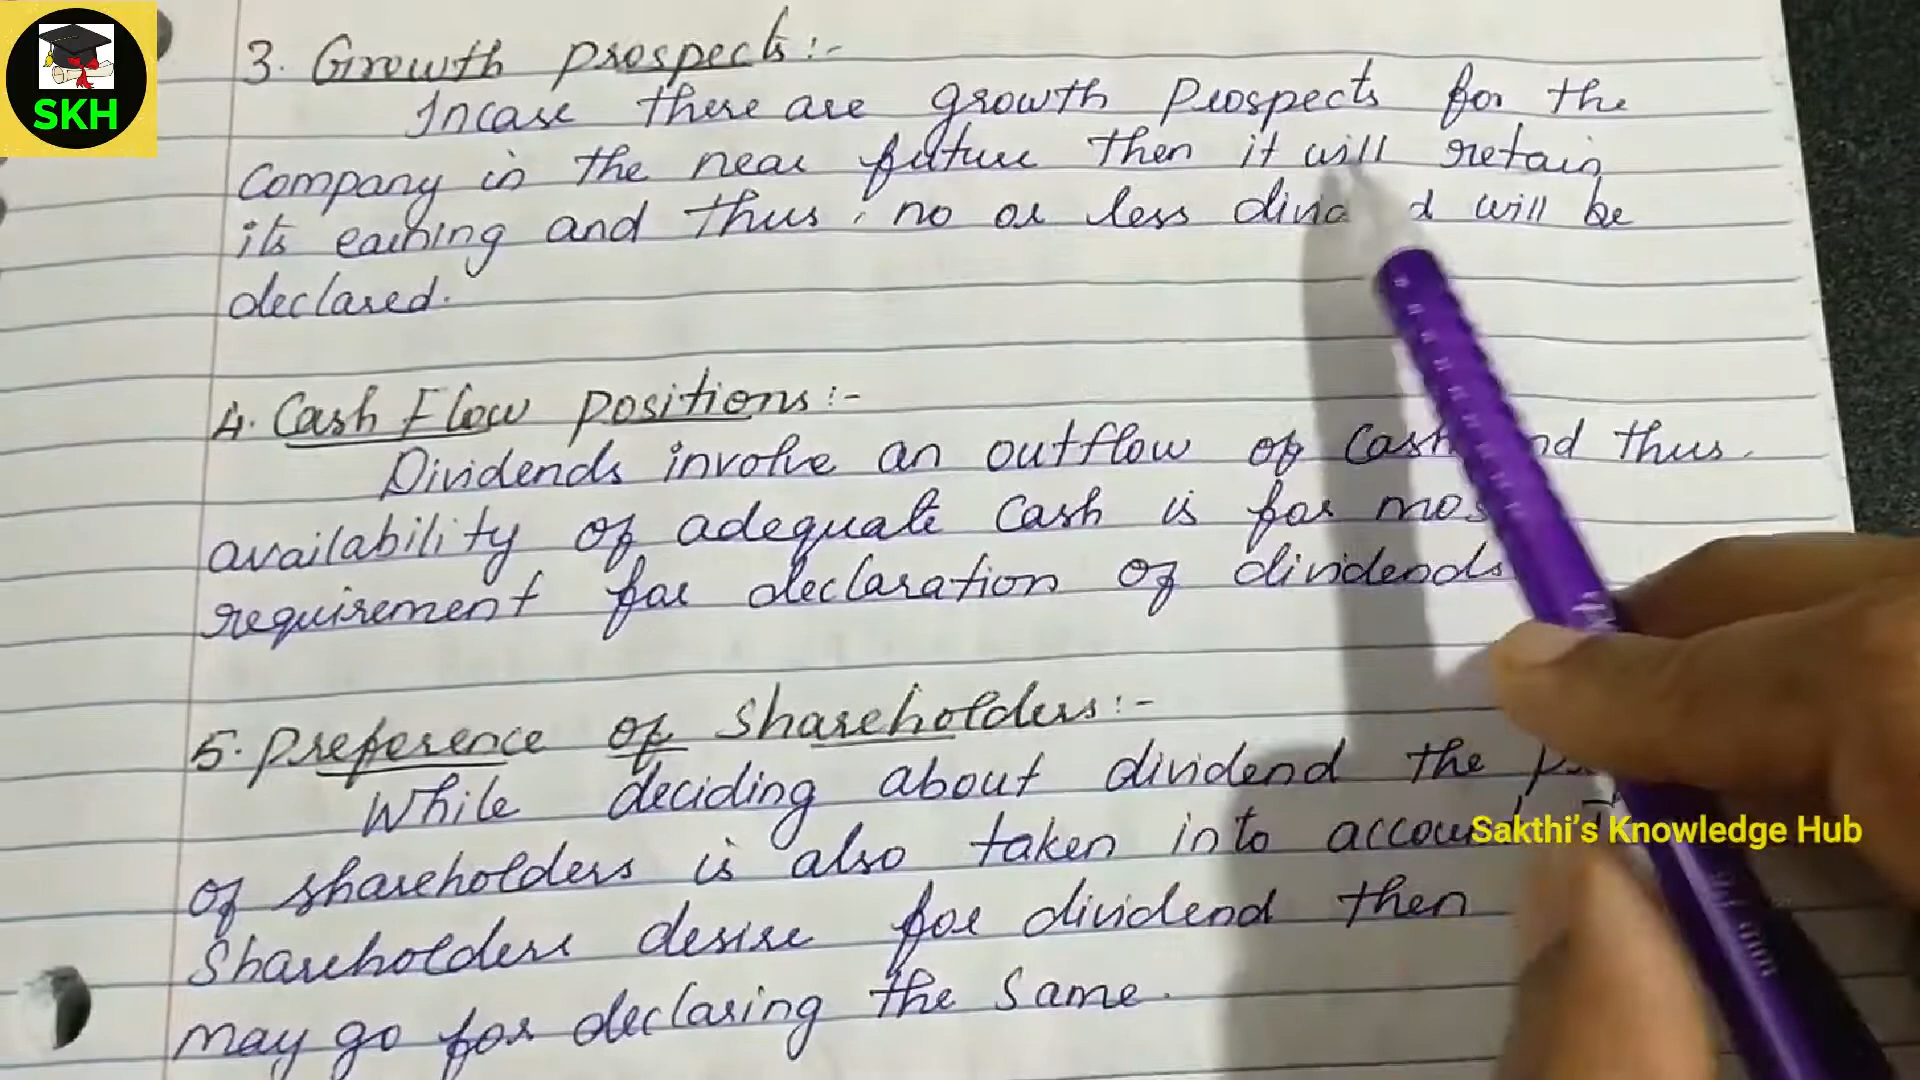 SKH
3. Growth prospects:-
Incase there are growth prospects for the
Company in the near future then it will retain
its earning and thus, no or less will be
declared.
4. Cash Flow positions:-
Dividends involve an outflow of Cash thus
availability of adequate Cash is for
requirement for declaration of dividends
5. Preference of Shareholders:-
While deciding about dividend the
of shareholders is also taken into
Sakthi's Knowledge Hub
Shareholders desire for dividend then
may go for declaring the same.